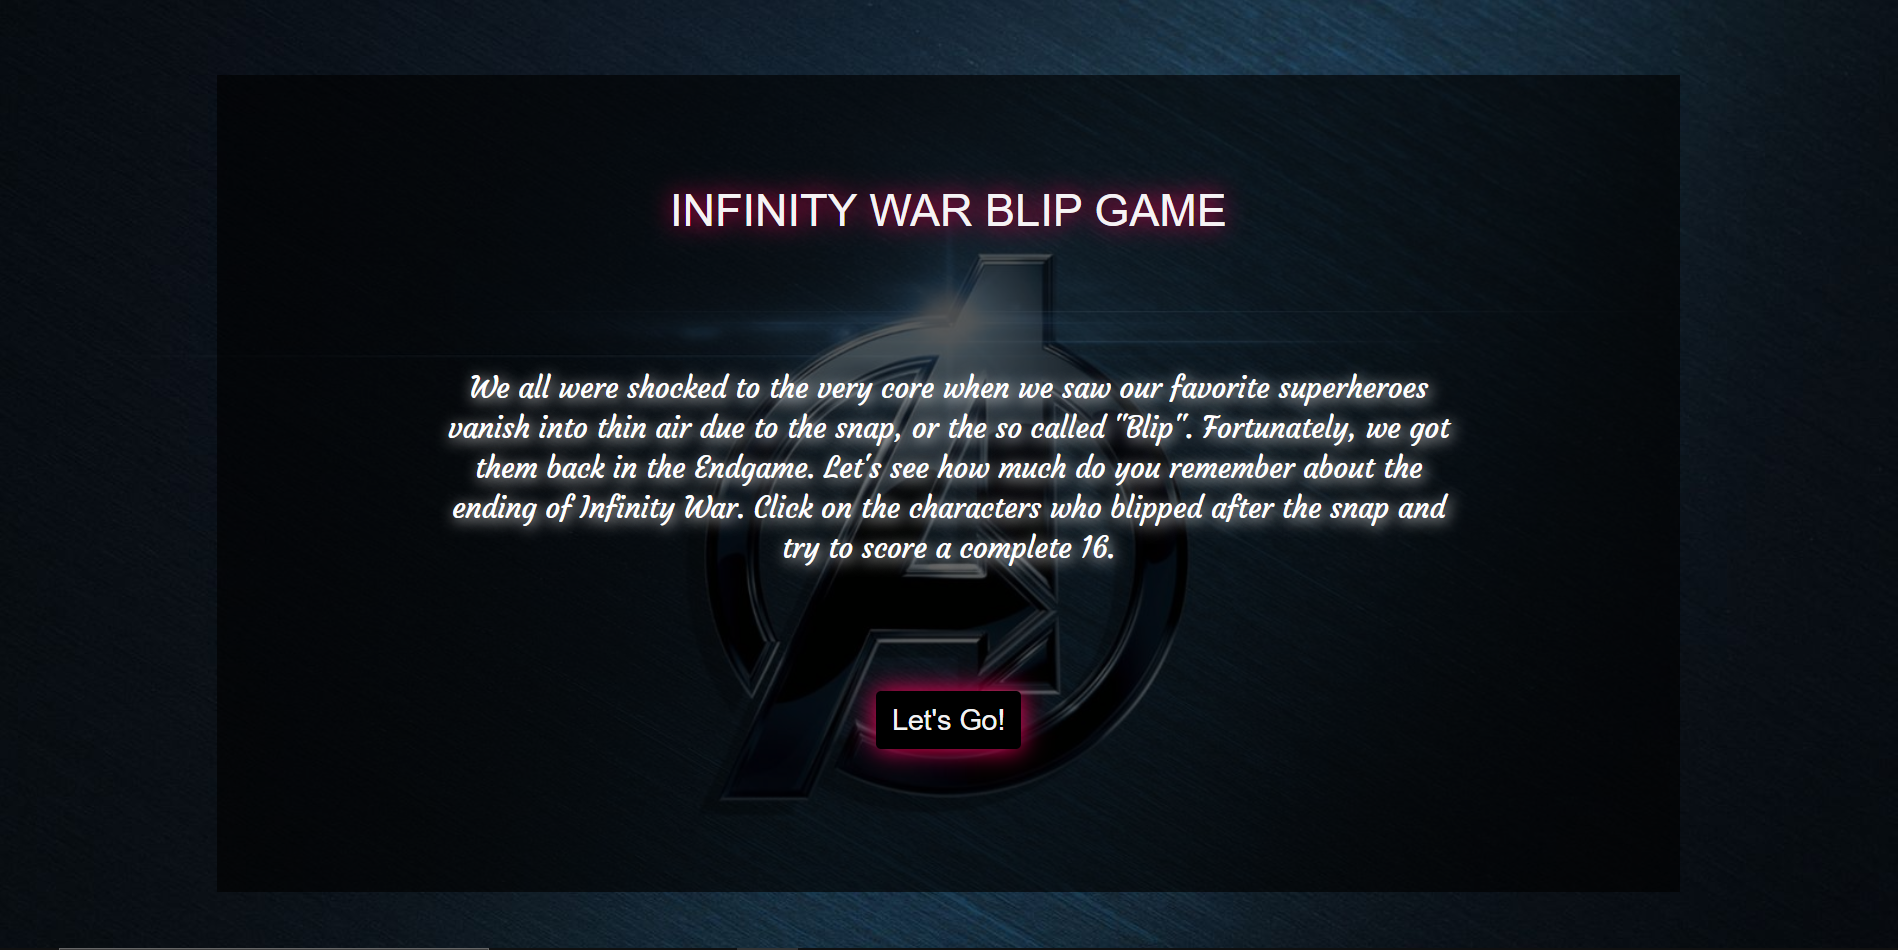 INFINITY WAR BLIP GAME
We all were shocked to the very core when we saw our favorite superheroes
vanish into thin air due to the snap, or the so called "Blip". Fortunately, we got
them back in the Endgame. Let's see how much do you remember about the
ending of Infinity War. Click on the characters who blipped after the snap and
try to score a complete 16.
Let's Go!